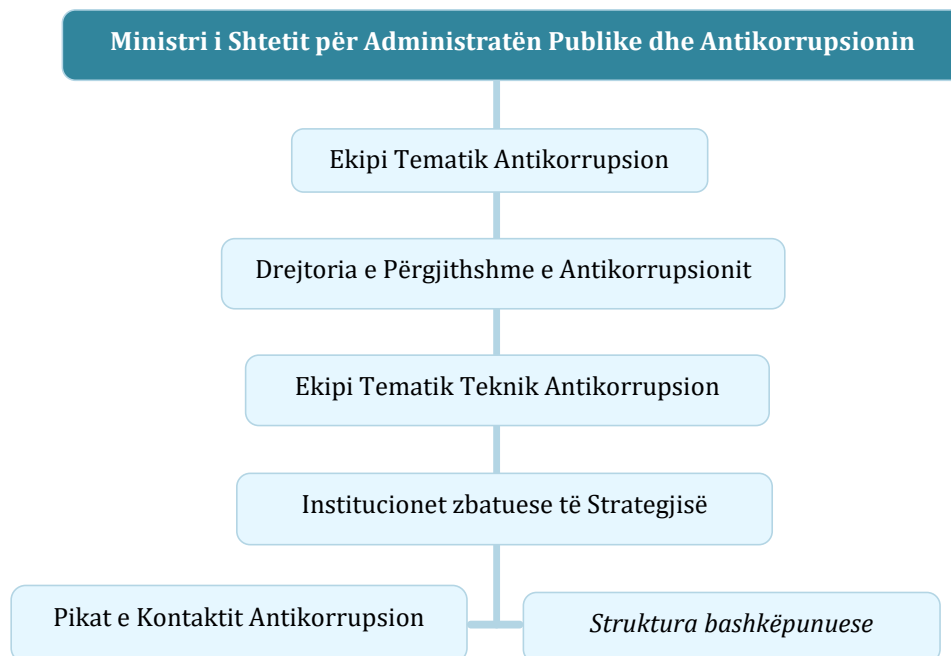 Ministri i Shtetit për Administratën Publike dhe Antikorrupsionin
Ekipi Tematik Antikorrupsion
Drejtoria e Përgjithshme e Antikorrupsionit
Ekipi Tematik Teknik Antikorrupsion
Institucionet zbatuese të Strategjisë
Pikat e Kontaktit Antikorrupsion
Struktura bashkëpunuese